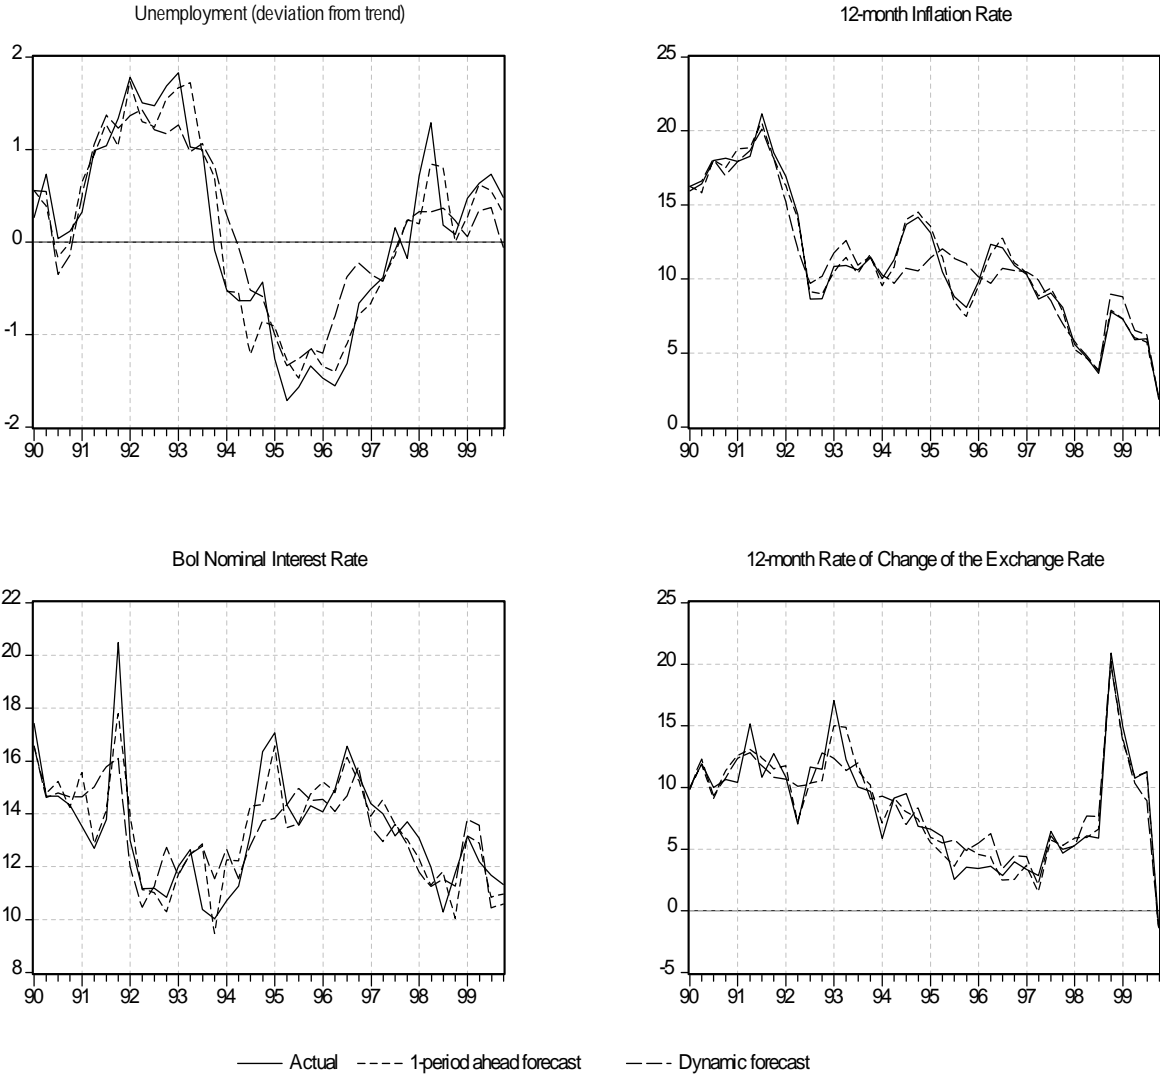 Unemployment (deviation from trend)
2
1
0
-1
-2
90 91 92 93 94 95 96 97 98 99
12-month Inflation Rate
25
20
15
10
5
0
90 91 92 93 94 95 96 97 98 99
BoI Nominal Interest Rate
22
20
18
16
14
12
10
8
90 91 92 93 94 95 96 97 98 99
12-month Rate of Change of the Exchange Rate
25
20
15
10
5
0
-5
90 91 92 93 94 95 96 97 98 99
Actual 1-period ahead forecast Dynamic forecast